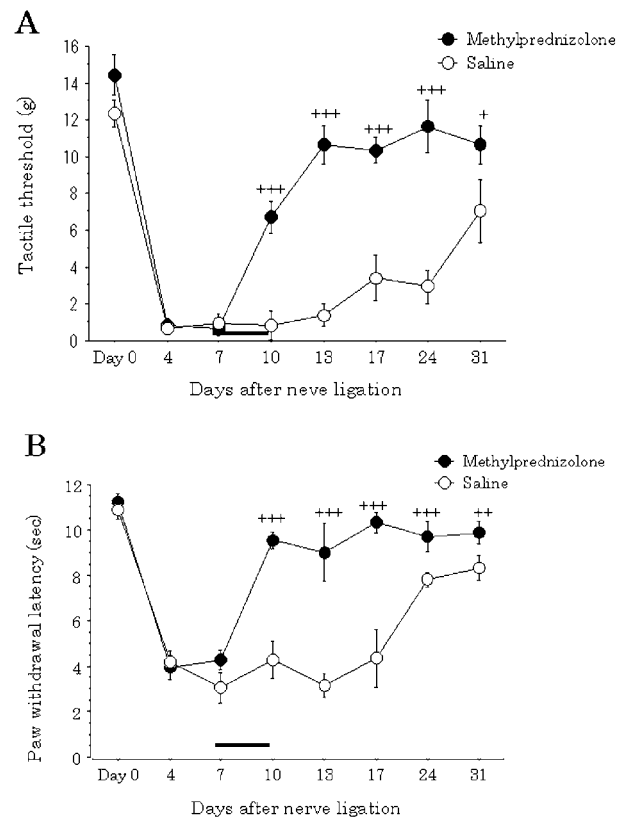 A
Methylprednizolone
Saline
Tactile threshold (g)
16
14
12
10
8
6
4
2
0
+++
+++
+++
+++
+
Day 0 4 7 10 13 17 24 31
Days after neve ligation
B
Methylprednizolone
Saline
Paw withdrawal latency (sec)
12
10
8
6
4
2
0
+++
+++
+++
+++
++
Day 0 4 7 10 13 17 24 31
Days after nerve ligation